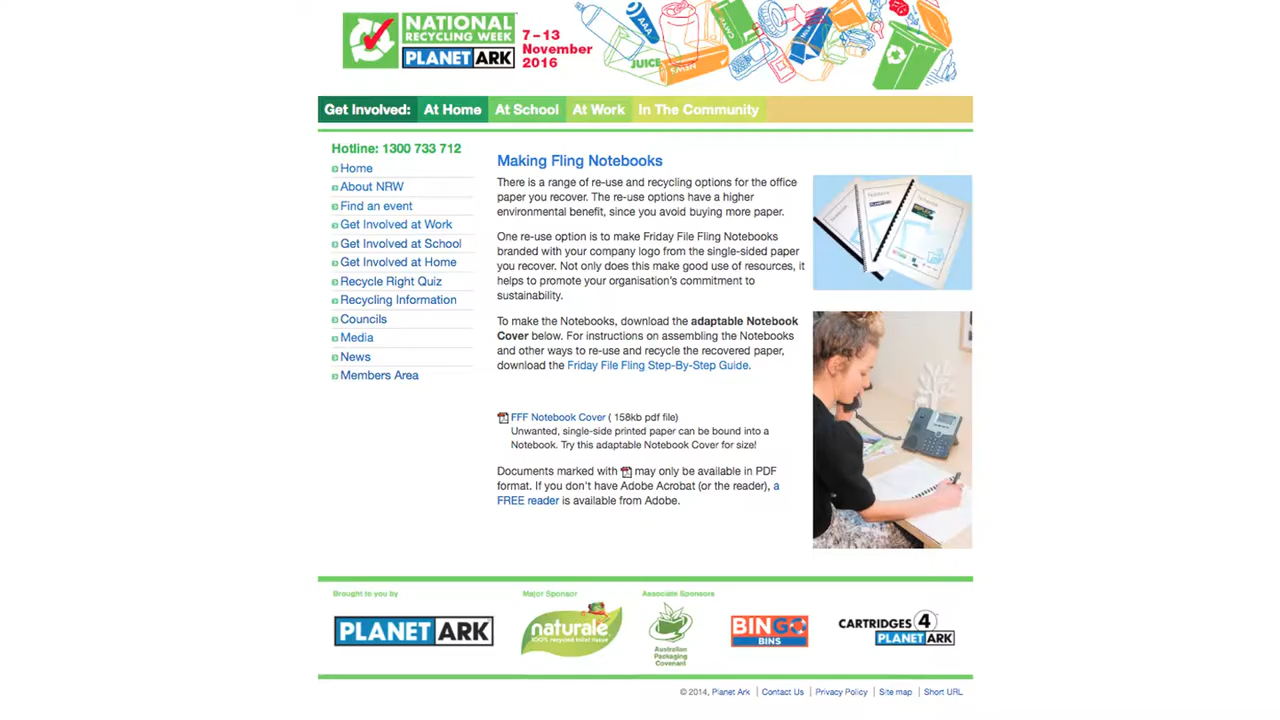 NATIONAL
RECYCLING WEEK
PLANET ARK
7–13
November
2016
AAA
JUICE
NEWS
MILK
Get Involved: At Home At School At Work In The Community
Hotline: 1300 733 712
Home
About NRW
Find an event
Get Involved at Work
Get Involved at School
Get Involved at Home
Recycle Right Quiz
Recycling Information
Councils
Media
News
Members Area
Making Fling Notebooks
There is a range of re-use and recycling options for the office
paper you recover. The re-use options have a higher
environmental benefit, since you avoid buying more paper.
One re-use option is to make Friday File Fling Notebooks
branded with your company logo from the single-sided paper
you recover. Not only does this make good use of resources, it
helps to promote your organisation's commitment to
sustainability.
To make the Notebooks, download the adaptable Notebook
Cover below. For instructions on assembling the Notebooks
and other ways to re-use and recycle the recovered paper,
download the Friday File Fling Step-By-Step Guide.
FFF Notebook Cover ( 158kb pdf file)
Unwanted, single-side printed paper can be bound into a
Notebook. Try this adaptable Notebook Cover for size!
Documents marked with may only be available in PDF
format. If you don't have Adobe Acrobat (or the reader), a
FREE reader is available from Adobe.
Brought to you by
PLANET ARK
Major Sponsor
naturale
100% recycled toilet tissue
Associate Sponsors
Australian
Packaging
Covenant
BINGO
BINS
CARTRIDGES 4
PLANET ARK
© 2014, Planet Ark | Contact Us | Privacy Policy | Site map | Short URL